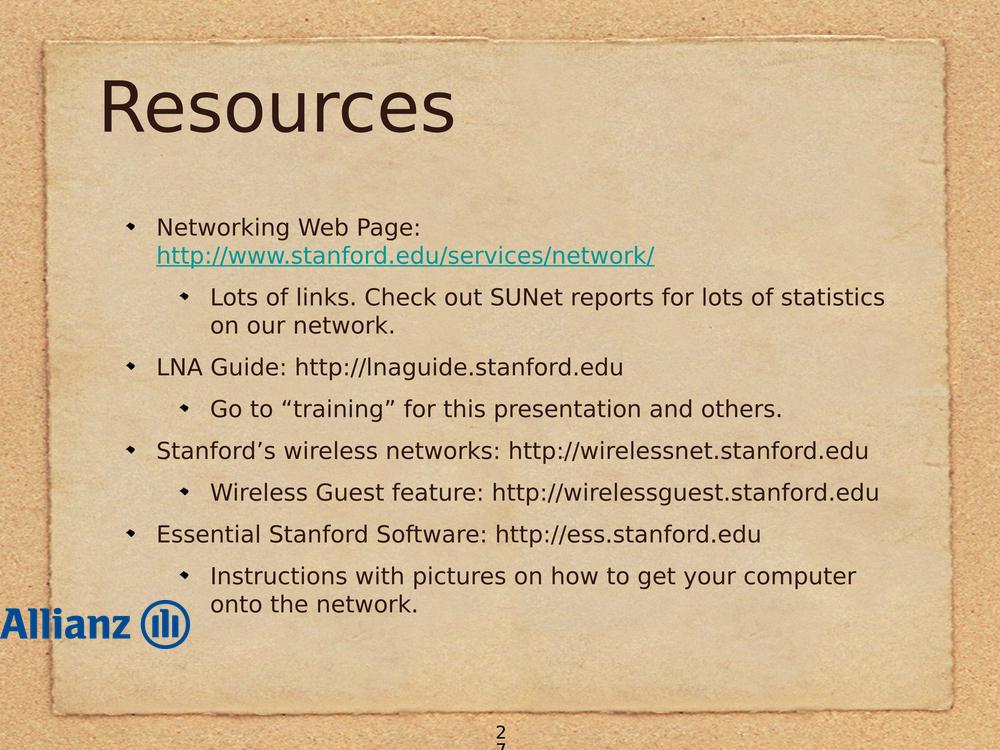 Resources
• Networking Web Page:
http://www.stanford.edu/services/network/
• Lots of links. Check out SUNet reports for lots of statistics
on our network.
• LNA Guide: http://lnaguide.stanford.edu
• Go to “training” for this presentation and others.
• Stanford’s wireless networks: http://wirelessnet.stanford.edu
• Wireless Guest feature: http://wirelessguest.stanford.edu
• Essential Stanford Software: http://ess.stanford.edu
• Instructions with pictures on how to get your computer
onto the network.
Allianz
2
7